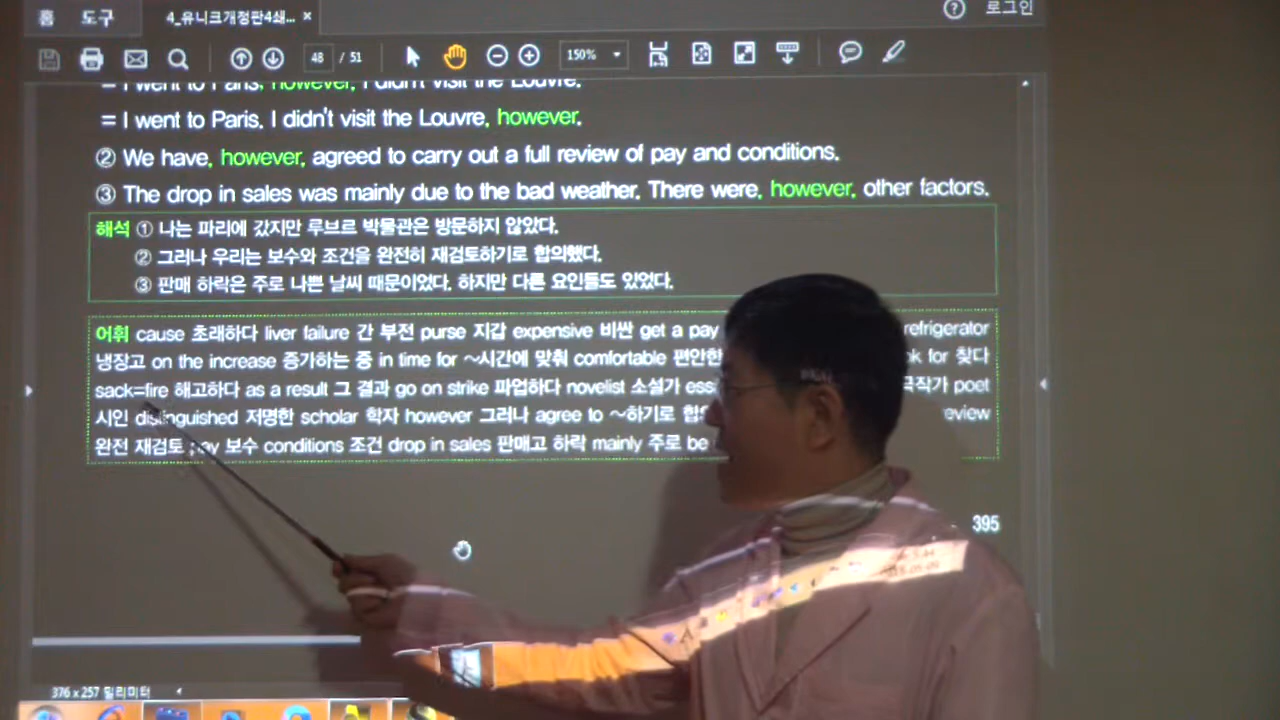 홈 도구 4_유니크개정판4쇄... × 로그인
48 / 51 150%
= I went to Paris, however, I didn't visit the Louvre.
= I went to Paris. I didn't visit the Louvre, however.
② We have, however, agreed to carry out a full review of pay and conditions.
③ The drop in sales was mainly due to the bad weather. There were, however, other factors.
해석 ① 나는 파리에 갔지만 루브르 박물관은 방문하지 않았다.
② 그러나 우리는 보수와 조건을 완전히 재검토하기로 합의했다.
③ 판매 하락은 주로 나쁜 날씨 때문이었다. 하지만 다른 요인들도 있었다.
어휘 cause 초래하다 liver failure 간 부전 purse 지갑 expensive 비싼 get a pay refrigerator
냉장고 on the increase 증가하는 중 in time for ~시간에 맞춰 comfortable 편안한 for 찾다
sack=fire 해고하다 as a result 그 결과 go on strike 파업하다 novelist 소설가 poet
시인 distinguished 저명한 scholar 학자 however 그러나 agree to ~하기로
완전 재검토 pay 보수 conditions 조건 drop in sales 판매고 하락 mainly 주로 be
395
376 x 257 밀리미터